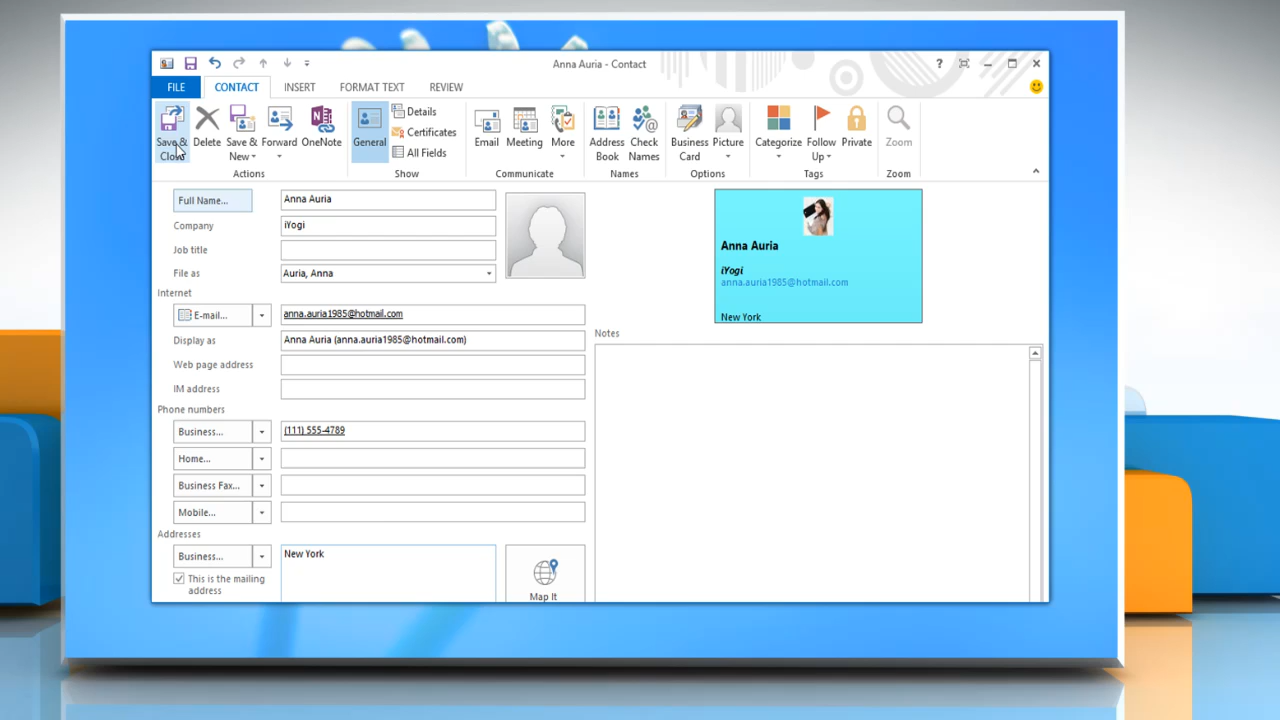 Anna Auria - Contact
?
FILE CONTACT INSERT FORMAT TEXT REVIEW
Save & Close
Delete
Save & New
Forward
OneNote
Actions
General
Details
Certificates
All Fields
Show
Email
Meeting
More
Communicate
Address Book
Check Names
Names
Business Card
Picture
Options
Categorize
Follow Up
Private
Tags
Zoom
Zoom
Full Name... Anna Auria
Company iYogi
Job title
File as Auria, Anna
Internet
E-mail... anna.auria1985@hotmail.com
Display as Anna Auria (anna.auria1985@hotmail.com)
Web page address
IM address
Phone numbers
Business... (111) 555-4789
Home...
Business Fax...
Mobile...
Addresses
Business... New York
This is the mailing
address
Map It
Anna Auria
iYogi
anna.auria1985@hotmail.com
New York
Notes